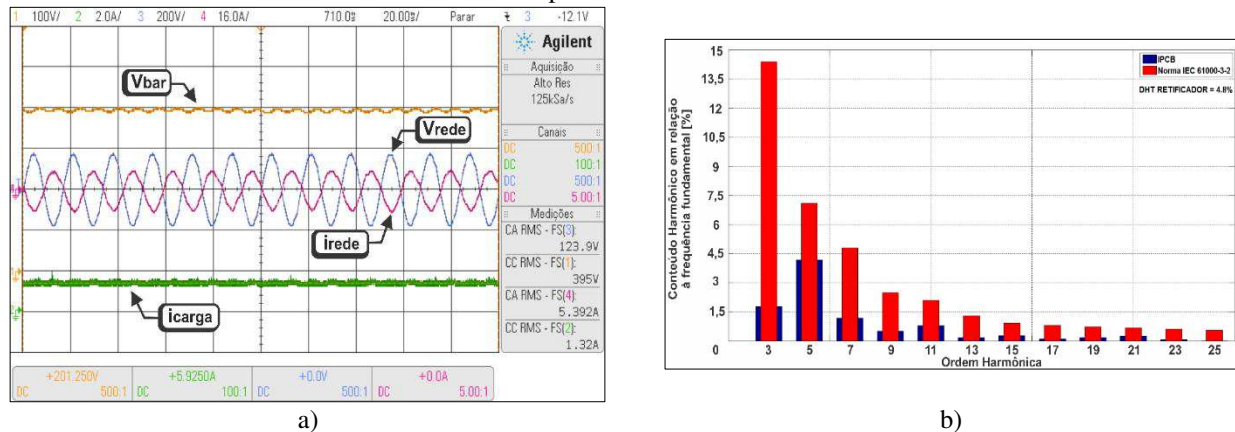 1 100V/ 2 2.0A/ 3 200V/ 4 16.0A/ 710.0s 20.00s/ Parar 3 -12.1V
Agilent
Aquisição
Alto Res
125kSa/s
Canais
DC 500:1
DC 100:1
DC 500:1
DC 5.00:1
Medições
CA RMS - FS(3):
123.9V
CC RMS - FS(1):
395V
CA RMS - FS(4):
5.392A
CC RMS - FS(2):
1.32A
Vbar
Vrede
irede
icarga
+201.250V +5.9250A +0.0V +0.0A
DC 500:1 DC 100:1 DC 500:1 DC 5.00:1
a)
IPCB
Norma IEC 61000-3-2
DHT RETIFICADOR = 4.8%
Conteúdo Harmônico em relação
à frequência fundamental [%]
15
13,5
12
10,5
9
7,5
6
4,5
3
1,5
0
3 5 7 9 11 13 15 17 19 21 23 25
Ordem Harmônica
b)